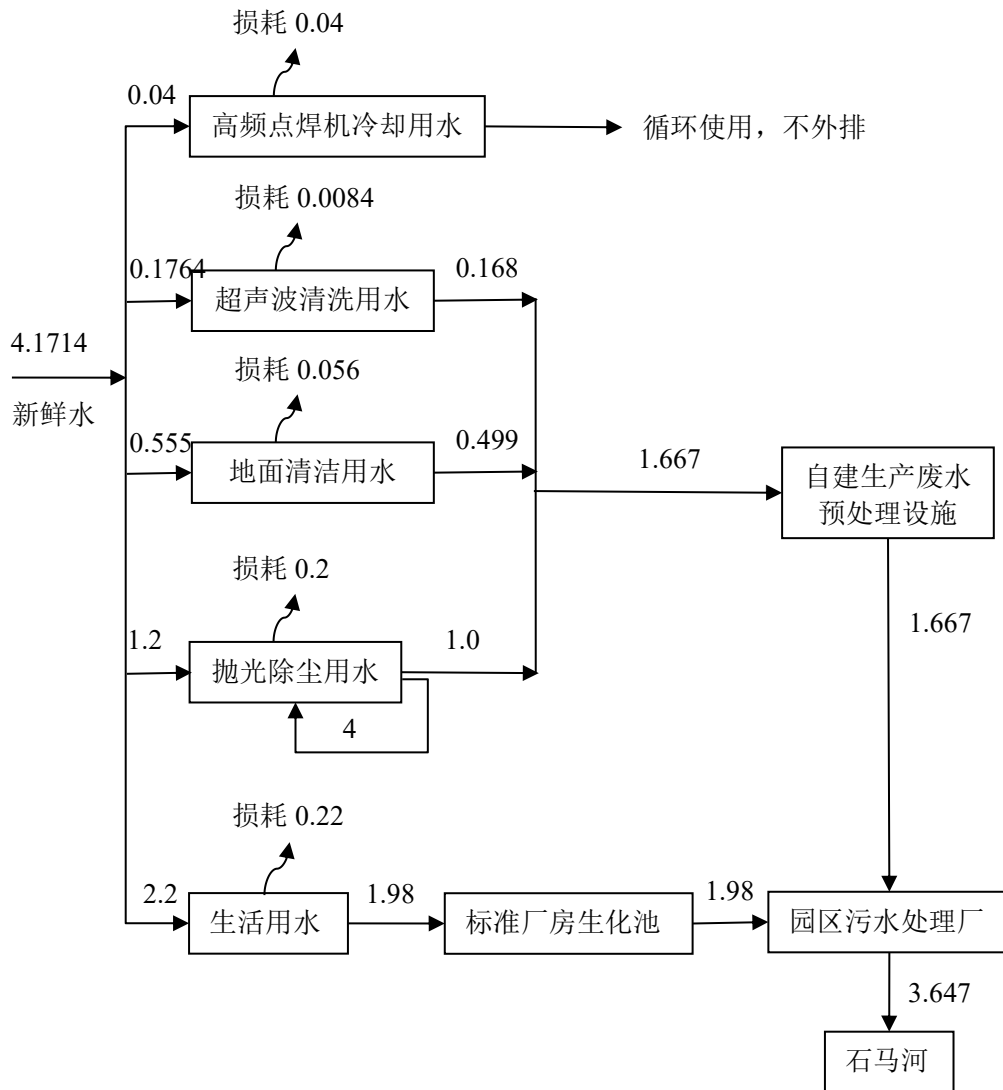 损耗 0.04
0.04
高频点焊机冷却用水
循环使用，不外排
损耗 0.0084
0.1764
超声波清洗用水
0.168
4.1714
新鲜水
损耗 0.056
0.555
地面清洁用水
0.499
1.667
自建生产废水
预处理设施
损耗 0.2
1.2
抛光除尘用水
1.0
4
1.667
损耗 0.22
2.2
生活用水
1.98
标准厂房生化池
1.98
园区污水处理厂
3.647
石马河